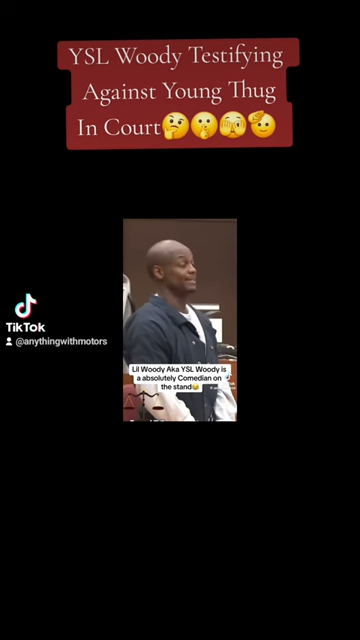 YSL Woody Testifying
Against Young Thug
In Court🤔🤫🫣🫡
TikTok
@anythingwithmotors
Lil Woody Aka YSL Woody is
a absolutely Comedian on
the stand😂